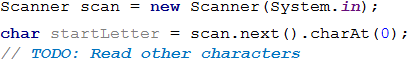 Scanner scan = new Scanner(System.in);
char startLetter = scan.next().charAt(0);
// TODO: Read other characters